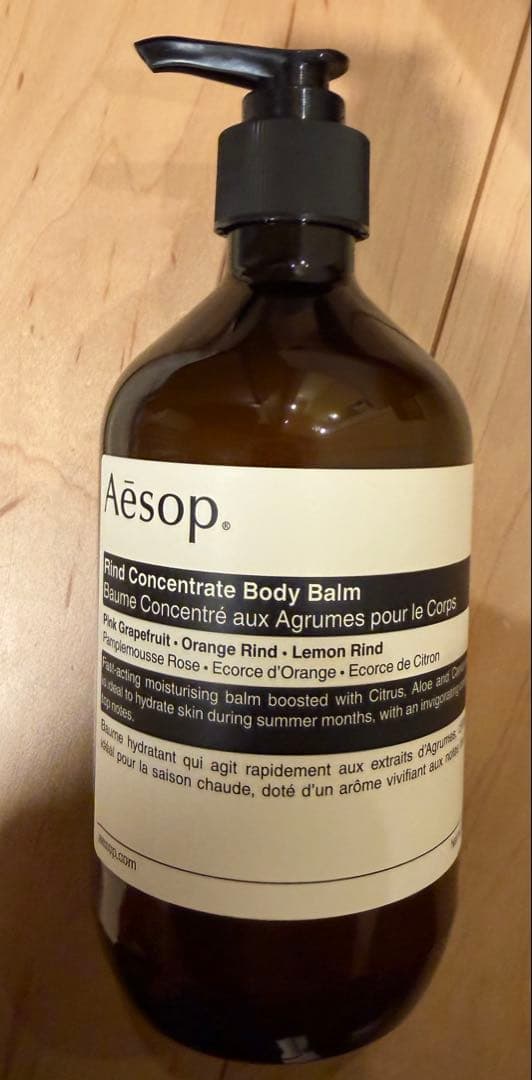 Aēsop®
Rind Concentrate Body Balm
Baume Concentré aux Agrumes pour le Corps
Pink Grapefruit • Orange Rind • Lemon Rind
Pamplemousse Rose • Ecorce d'Orange • Ecorce de Citron
Fast-acting moisturising balm boosted with Citrus, Aloe and
is ideal to hydrate skin during summer months, with an invigorating
top notes.
Baume hydratant qui agit rapidement aux extraits d'Agrumes,
idéal pour la saison chaude, doté d'un arôme vivifiant aux
aesop.com